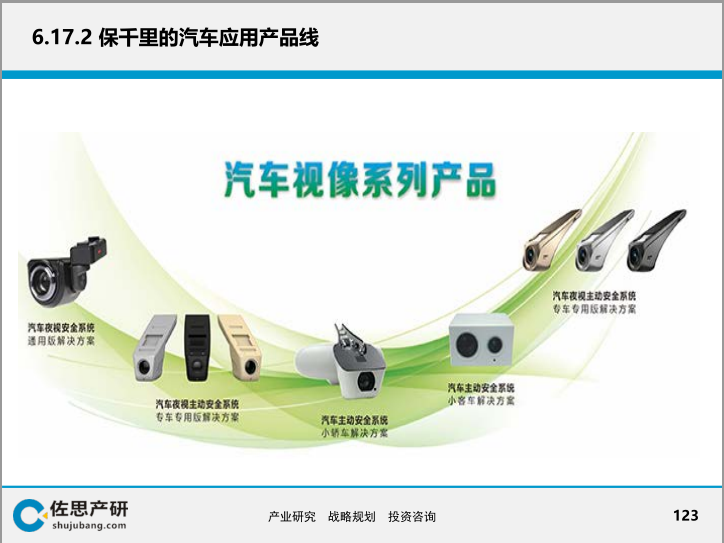 6.17.2 保千里的汽车应用产品线
汽车视像系列产品
汽车夜视安全系统
通用版解决方案
汽车夜视主动安全系统
专车专用版解决方案
汽车主动安全系统
小轿车解决方案
汽车主动安全系统
小客车解决方案
汽车夜视主动安全系统
专车专用版解决方案
佐思产研
shujubang.com
产业研究 战略规划 投资咨询
123